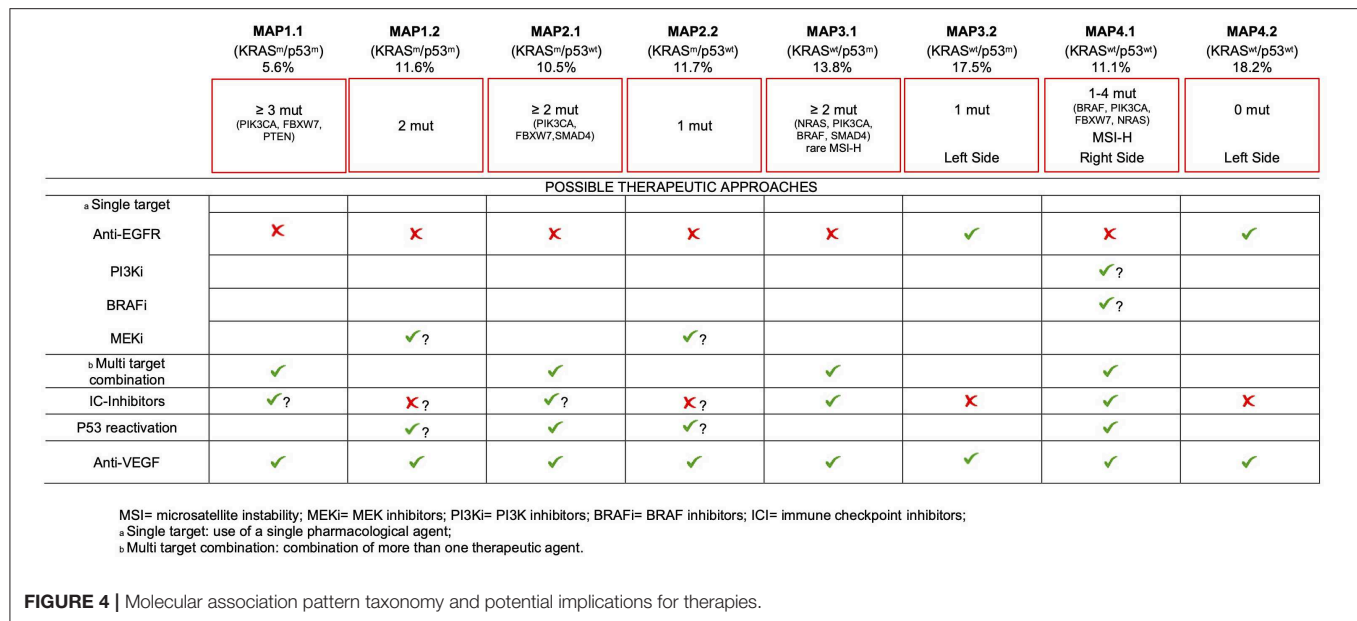 MAP1.1 MAP1.2 MAP2.1 MAP2.2 MAP3.1 MAP3.2 MAP4.1 MAP4.2
(KRASᵐ/p53ᵐ) (KRASᵐ/p53ᵐ) (KRASᵐ/p53ʷᵗ) (KRASᵐ/p53ʷᵗ) (KRASʷᵗ/p53ᵐ) (KRASʷᵗ/p53ᵐ) (KRASʷᵗ/p53ʷᵗ) (KRASʷᵗ/p53ʷᵗ)
5.6% 11.6% 10.5% 11.7% 13.8% 17.5% 11.1% 18.2%
≥ 3 mut
(PIK3CA, FBXW7,
PTEN)
2 mut
≥ 2 mut
(PIK3CA,
FBXW7,SMAD4)
1 mut
≥ 2 mut
(NRAS, PIK3CA,
BRAF, SMAD4)
rare MSI-H
1 mut
Left Side
1-4 mut
(BRAF, PIK3CA,
FBXW7, NRAS)
MSI-H
Right Side
0 mut
Left Side
POSSIBLE THERAPEUTIC APPROACHES
a Single target
Anti-EGFR ✘ ✘ ✘ ✘ ✘ ✓ ✘ ✓
PI3Ki ✓?
BRAFi ✓?
MEKi ✓? ✓?
b Multi target
combination ✓ ✓ ✓ ✓
IC-Inhibitors ✓? ✘? ✓? ✘? ✓ ✘ ✓ ✘
P53 reactivation ✓? ✓ ✓? ✓
Anti-VEGF ✓ ✓ ✓ ✓ ✓ ✓ ✓ ✓
MSI= microsatellite instability; MEKi= MEK inhibitors; PI3Ki= PI3K inhibitors; BRAFi= BRAF inhibitors; ICI= immune checkpoint inhibitors;
a Single target: use of a single pharmacological agent;
b Multi target combination: combination of more than one therapeutic agent.
FIGURE 4 | Molecular association pattern taxonomy and potential implications for therapies.